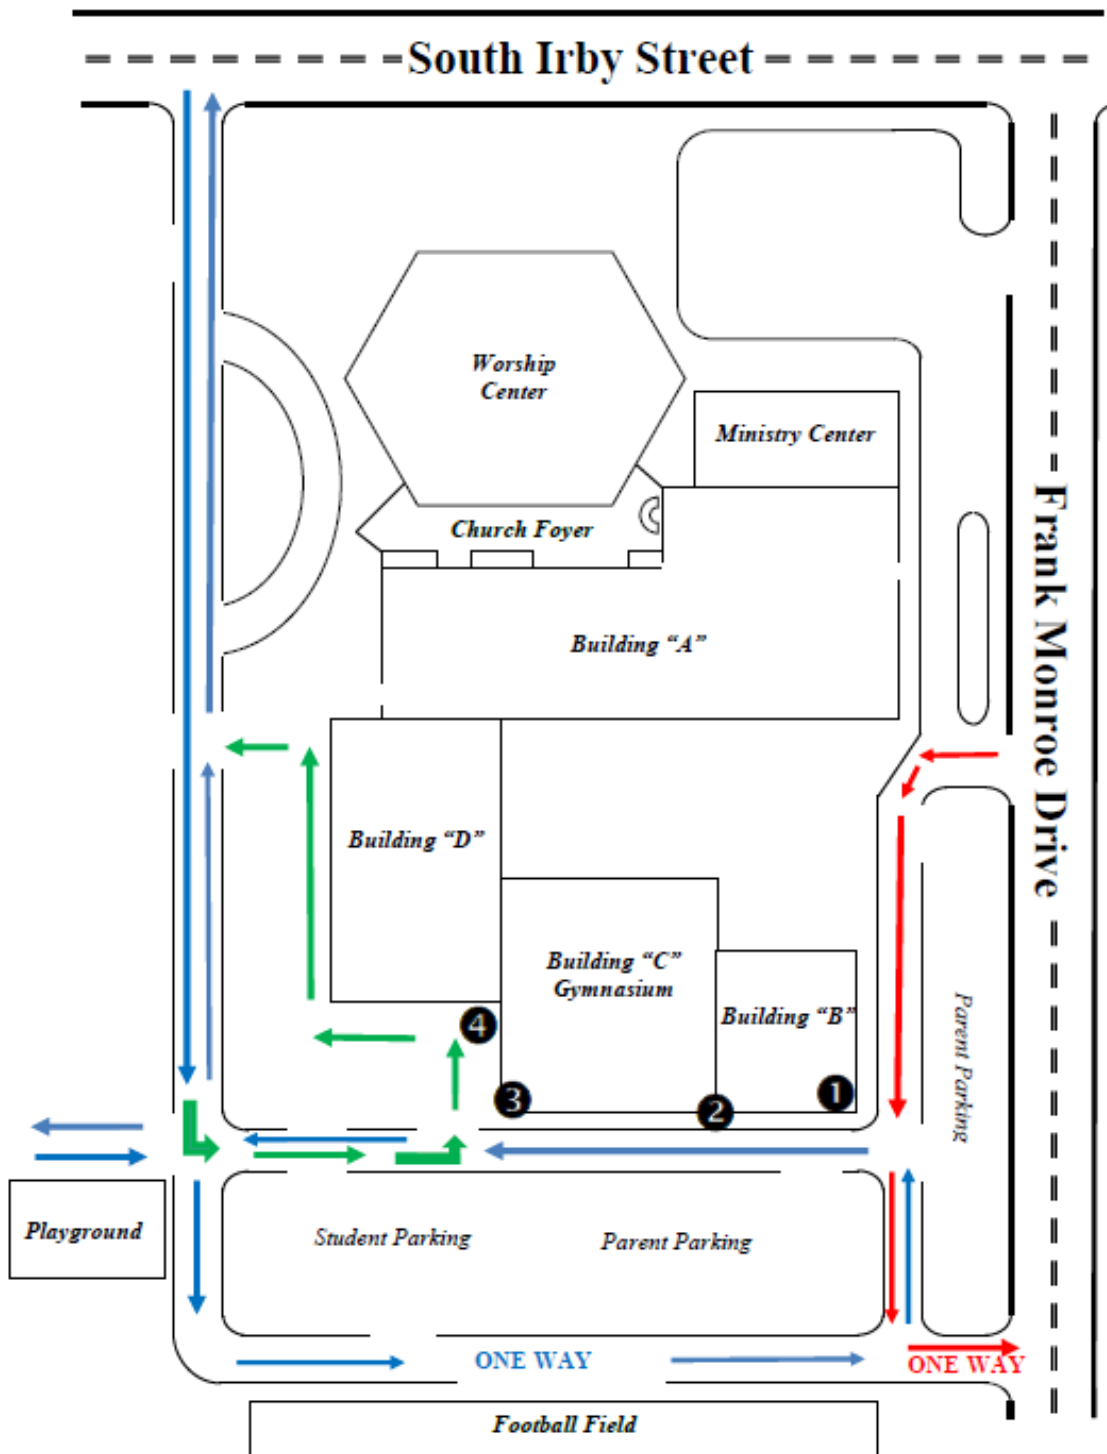 South Irby Street
Worship
Center
Ministry Center
Church Foyer
Frank Monroe Drive
Building “A”
Building “D”
Building “C”
Gymnasium
Building “B”
Parent Parking
4
3
2
1
Playground
Student Parking
Parent Parking
ONE WAY
ONE WAY
Football Field